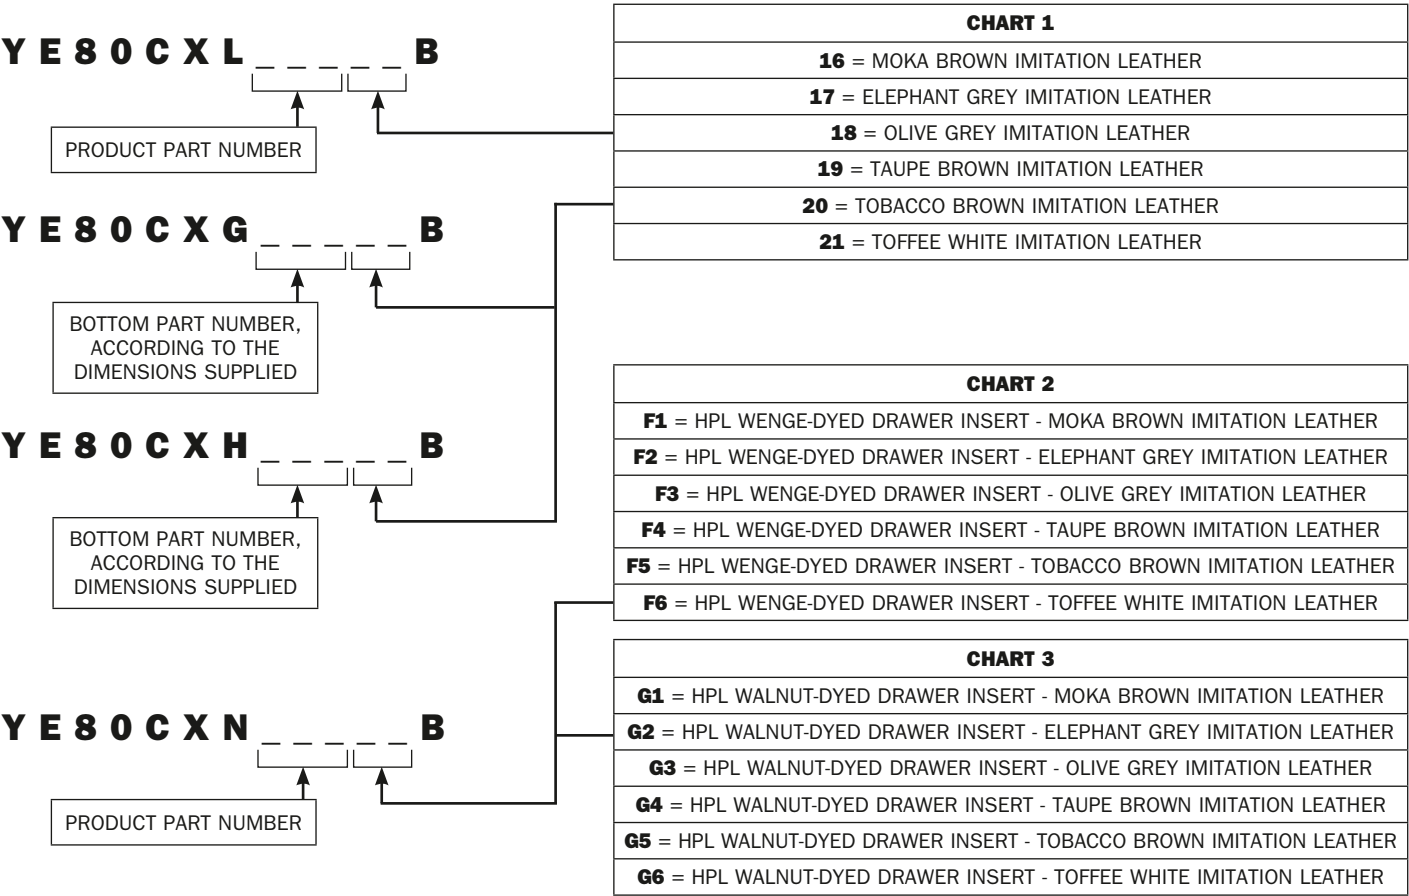 YE80CXL_ _ _ _ _B
PRODUCT PART NUMBER
YE80CXG_ _ _ _ _B
BOTTOM PART NUMBER,
ACCORDING TO THE
DIMENSIONS SUPPLIED
YE80CXH_ _ _ _ _B
BOTTOM PART NUMBER,
ACCORDING TO THE
DIMENSIONS SUPPLIED
YE80CXN_ _ _ _ _B
PRODUCT PART NUMBER
CHART 1
16 = MOKA BROWN IMITATION LEATHER
17 = ELEPHANT GREY IMITATION LEATHER
18 = OLIVE GREY IMITATION LEATHER
19 = TAUPE BROWN IMITATION LEATHER
20 = TOBACCO BROWN IMITATION LEATHER
21 = TOFFEE WHITE IMITATION LEATHER
CHART 2
F1 = HPL WENGE-DYED DRAWER INSERT - MOKA BROWN IMITATION LEATHER
F2 = HPL WENGE-DYED DRAWER INSERT - ELEPHANT GREY IMITATION LEATHER
F3 = HPL WENGE-DYED DRAWER INSERT - OLIVE GREY IMITATION LEATHER
F4 = HPL WENGE-DYED DRAWER INSERT - TAUPE BROWN IMITATION LEATHER
F5 = HPL WENGE-DYED DRAWER INSERT - TOBACCO BROWN IMITATION LEATHER
F6 = HPL WENGE-DYED DRAWER INSERT - TOFFEE WHITE IMITATION LEATHER
CHART 3
G1 = HPL WALNUT-DYED DRAWER INSERT - MOKA BROWN IMITATION LEATHER
G2 = HPL WALNUT-DYED DRAWER INSERT - ELEPHANT GREY IMITATION LEATHER
G3 = HPL WALNUT-DYED DRAWER INSERT - OLIVE GREY IMITATION LEATHER
G4 = HPL WALNUT-DYED DRAWER INSERT - TAUPE BROWN IMITATION LEATHER
G5 = HPL WALNUT-DYED DRAWER INSERT - TOBACCO BROWN IMITATION LEATHER
G6 = HPL WALNUT-DYED DRAWER INSERT - TOFFEE WHITE IMITATION LEATHER